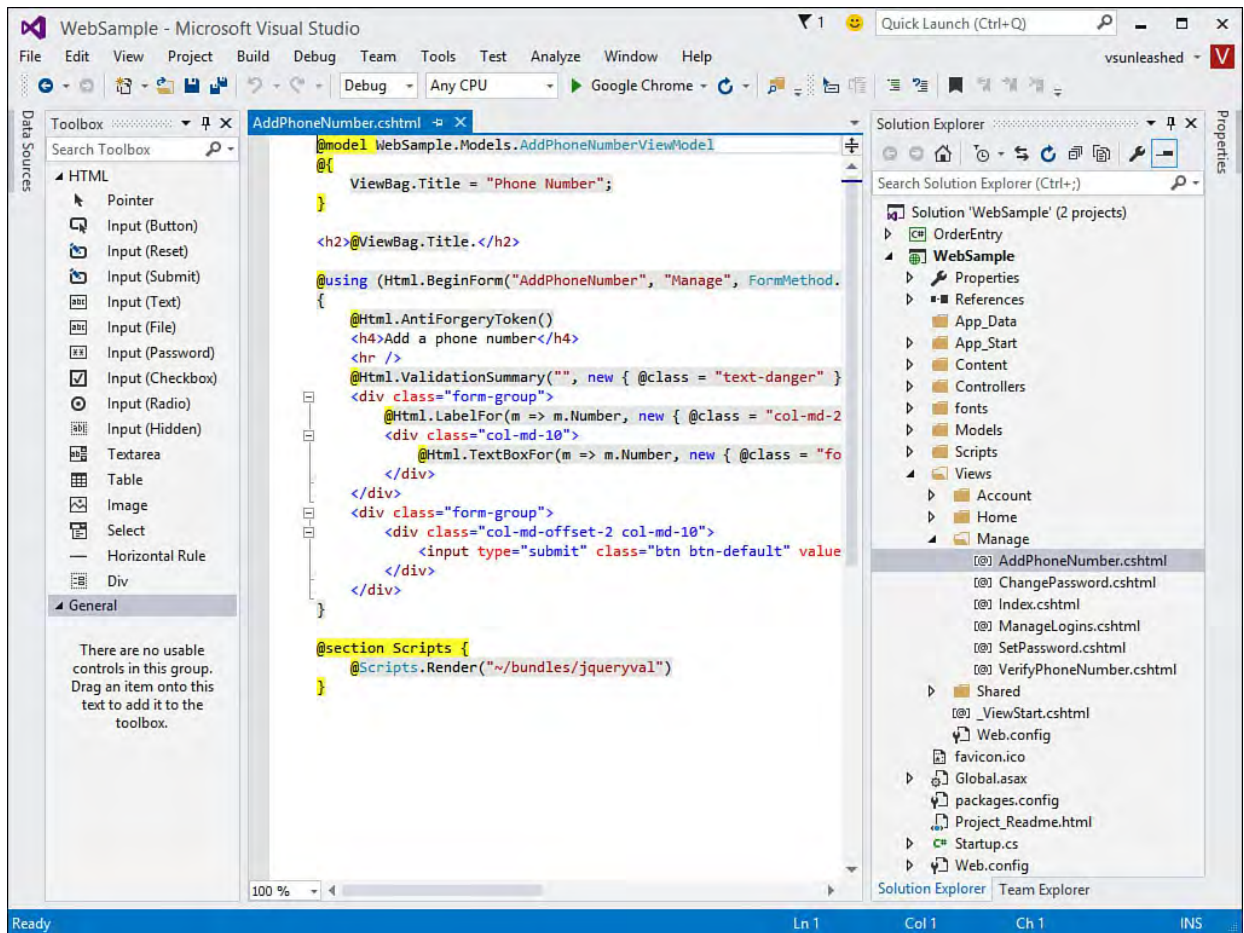 WebSample - Microsoft Visual Studio
1
Quick Launch (Ctrl+Q)
File Edit View Project Build Debug Team Tools Test Analyze Window Help
vsunleashed
V
Debug
Any CPU
Google Chrome
Data Sources
Toolbox
Search Toolbox
HTML
Pointer
Input (Button)
Input (Reset)
Input (Submit)
Input (Text)
Input (File)
Input (Password)
Input (Checkbox)
Input (Radio)
Input (Hidden)
Textarea
Table
Image
Select
Horizontal Rule
Div
General
There are no usable
controls in this group.
Drag an item onto this
text to add it to the
toolbox.
AddPhoneNumber.cshtml
@model WebSample.Models.AddPhoneNumberViewModel
@{
    ViewBag.Title = "Phone Number";
}
<h2>@ViewBag.Title.</h2>
@using (Html.BeginForm("AddPhoneNumber", "Manage", FormMethod.
{
    @Html.AntiForgeryToken()
    <h4>Add a phone number</h4>
    <hr />
    @Html.ValidationSummary("", new { @class = "text-danger" }
    <div class="form-group">
        @Html.LabelFor(m => m.Number, new { @class = "col-md-2
        <div class="col-md-10">
            @Html.TextBoxFor(m => m.Number, new { @class = "fo
        </div>
    </div>
    <div class="form-group">
        <div class="col-md-offset-2 col-md-10">
            <input type="submit" class="btn btn-default" value
        </div>
    </div>
}
@section Scripts {
    @Scripts.Render("~/bundles/jqueryval")
}
100 %
Solution Explorer
Search Solution Explorer (Ctrl+;)
Solution 'WebSample' (2 projects)
C# OrderEntry
WebSample
Properties
References
App_Data
App_Start
Content
Controllers
fonts
Models
Scripts
Views
Account
Home
Manage
[@] AddPhoneNumber.cshtml
[@] ChangePassword.cshtml
[@] Index.cshtml
[@] ManageLogins.cshtml
[@] SetPassword.cshtml
[@] VerifyPhoneNumber.cshtml
Shared
[@] _ViewStart.cshtml
Web.config
favicon.ico
Global.asax
packages.config
Project_Readme.html
C# Startup.cs
Web.config
Solution Explorer Team Explorer
Properties
Ready Ln 1 Col 1 Ch 1 INS